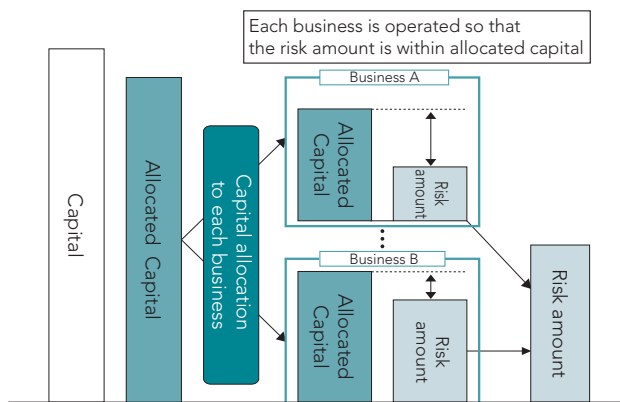 Each business is operated so that
the risk amount is within allocated capital
Capital
Allocated Capital
Capital allocation
to each business
Business A
Allocated
Capital
Risk
amount
Business B
Allocated
Capital
Risk
amount
Risk amount